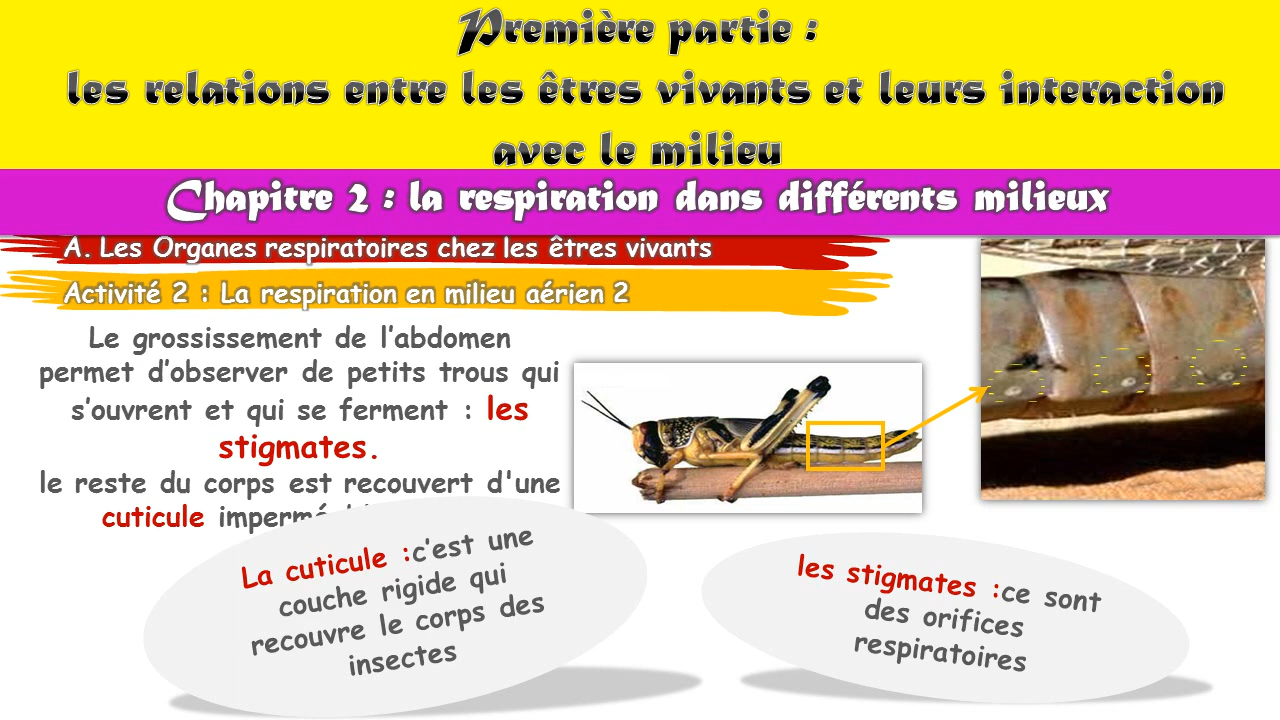 Première partie :
les relations entre les êtres vivants et leurs interaction
avec le milieu
Chapitre 2 : la respiration dans différents milieux
A. Les Organes respiratoires chez les êtres vivants
Activité 2 : La respiration en milieu aérien 2
Le grossissement de l’abdomen
permet d’observer de petits trous qui
s’ouvrent et qui se ferment : les
stigmates.
le reste du corps est recouvert d'une
cuticule
La cuticule :c’est une
couche rigide qui
recouvre le corps des
insectes
les stigmates :ce sont
des orifices
respiratoires